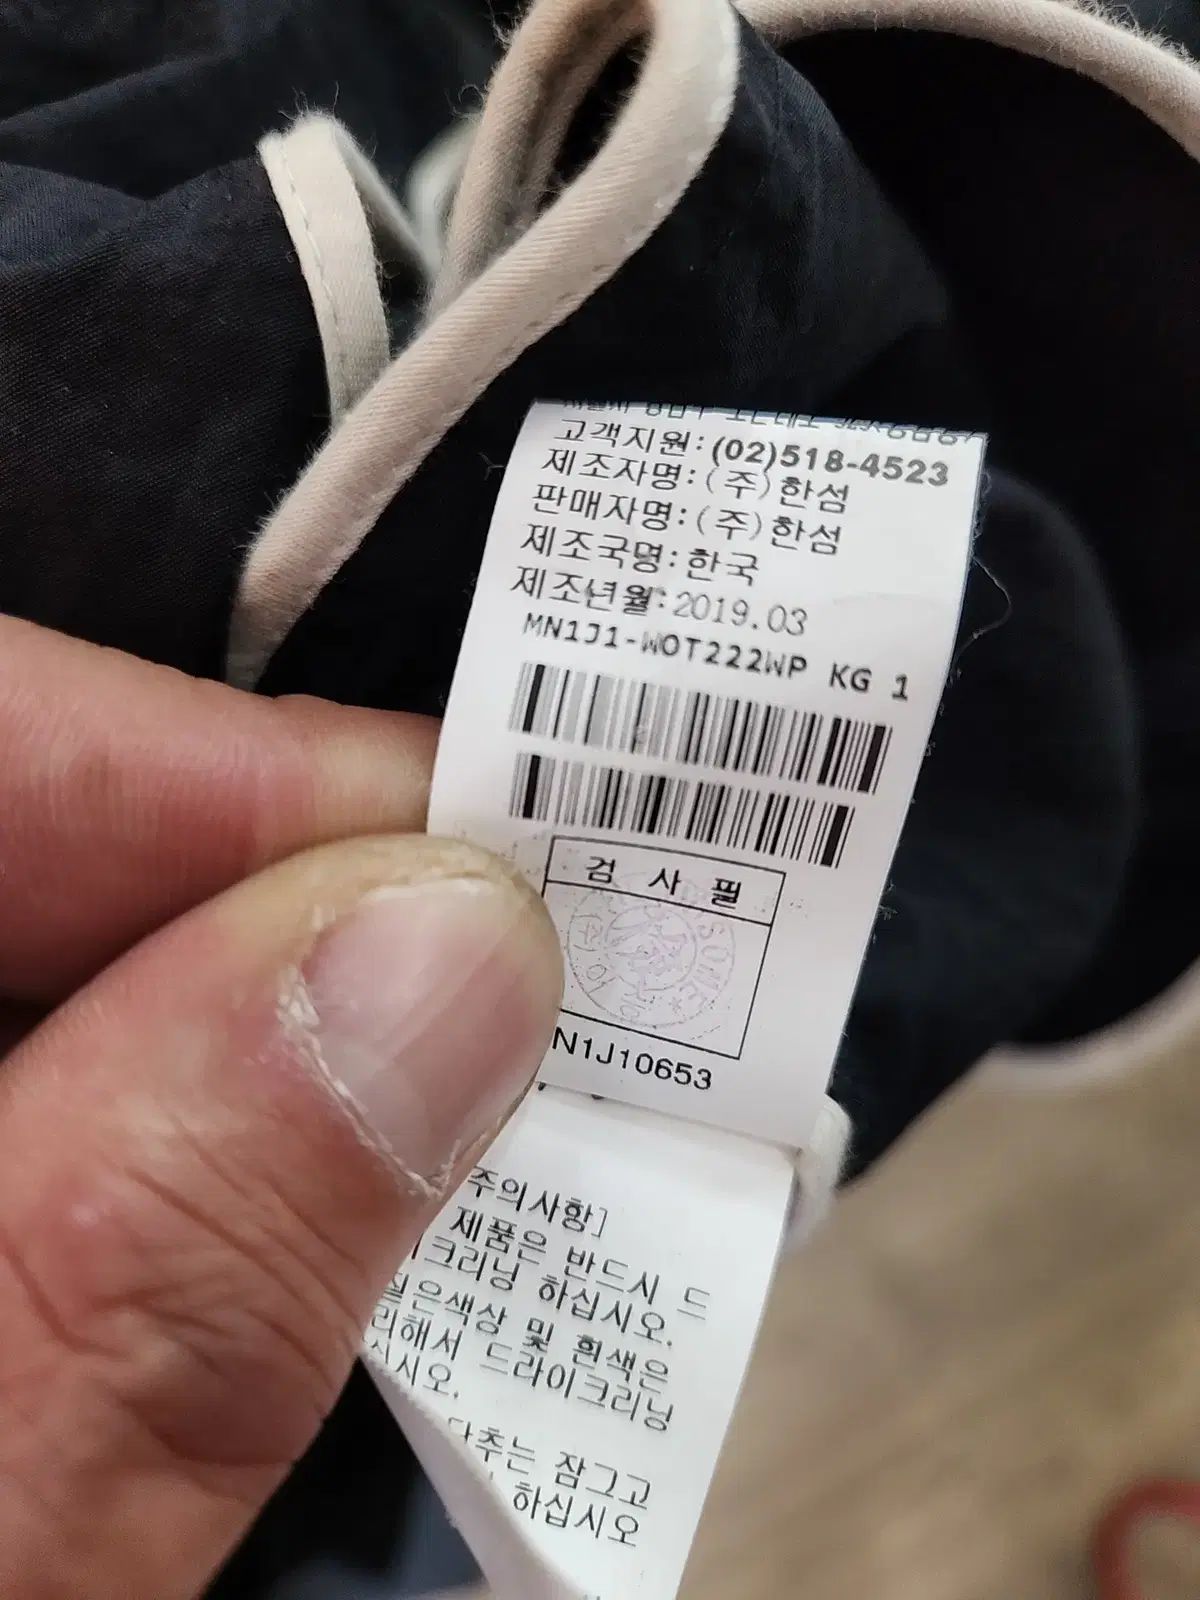 고객지원:(02)518-4523
제조자명:(주)한섬
판매자명:(주)한섬
제조국명:한국
제조년월:2019.03
MN1J1-WOT222WP KG 1
검 사 필
N1J10653
주의사항]
제품은 반드시 드
크리닝 하십시오.
은색상 및 흰색은
리해서 드라이크리닝
십시오.
단추는 잠그고
하십시오